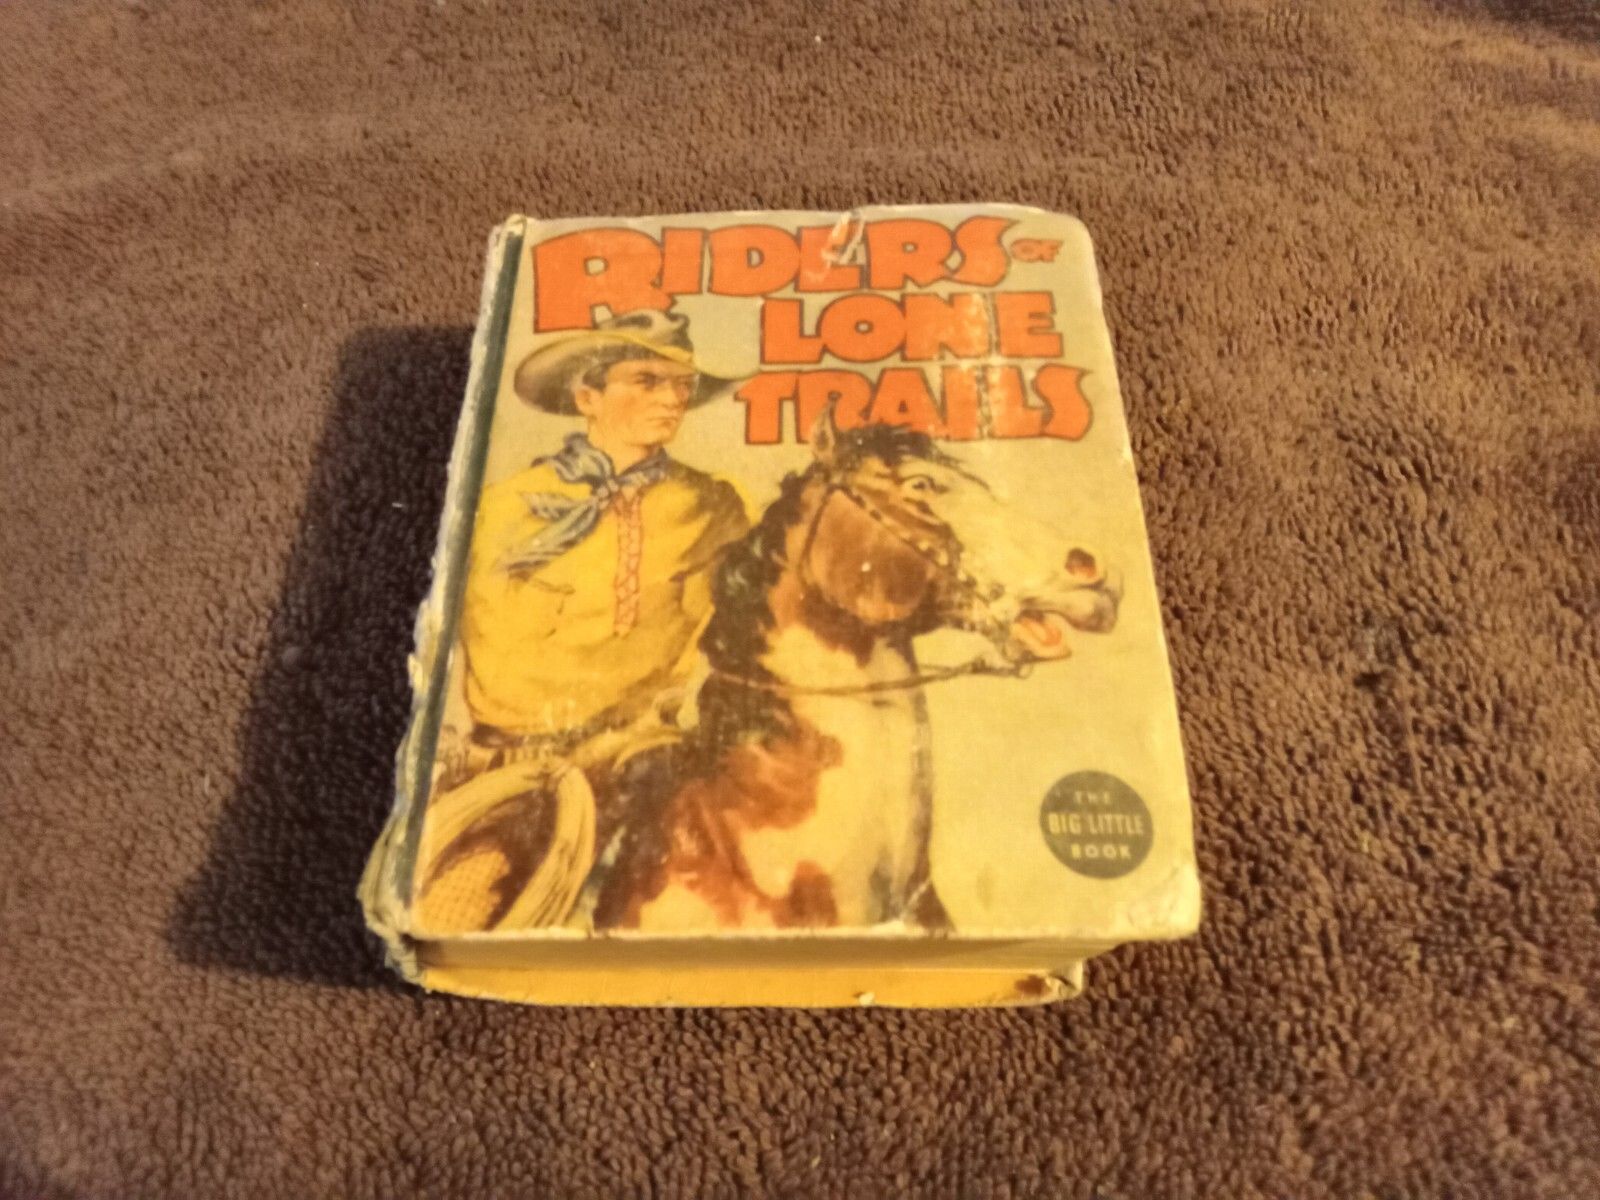 RIDERS OF
LONE
TRAILS
THE
BIG LITTLE
BOOK